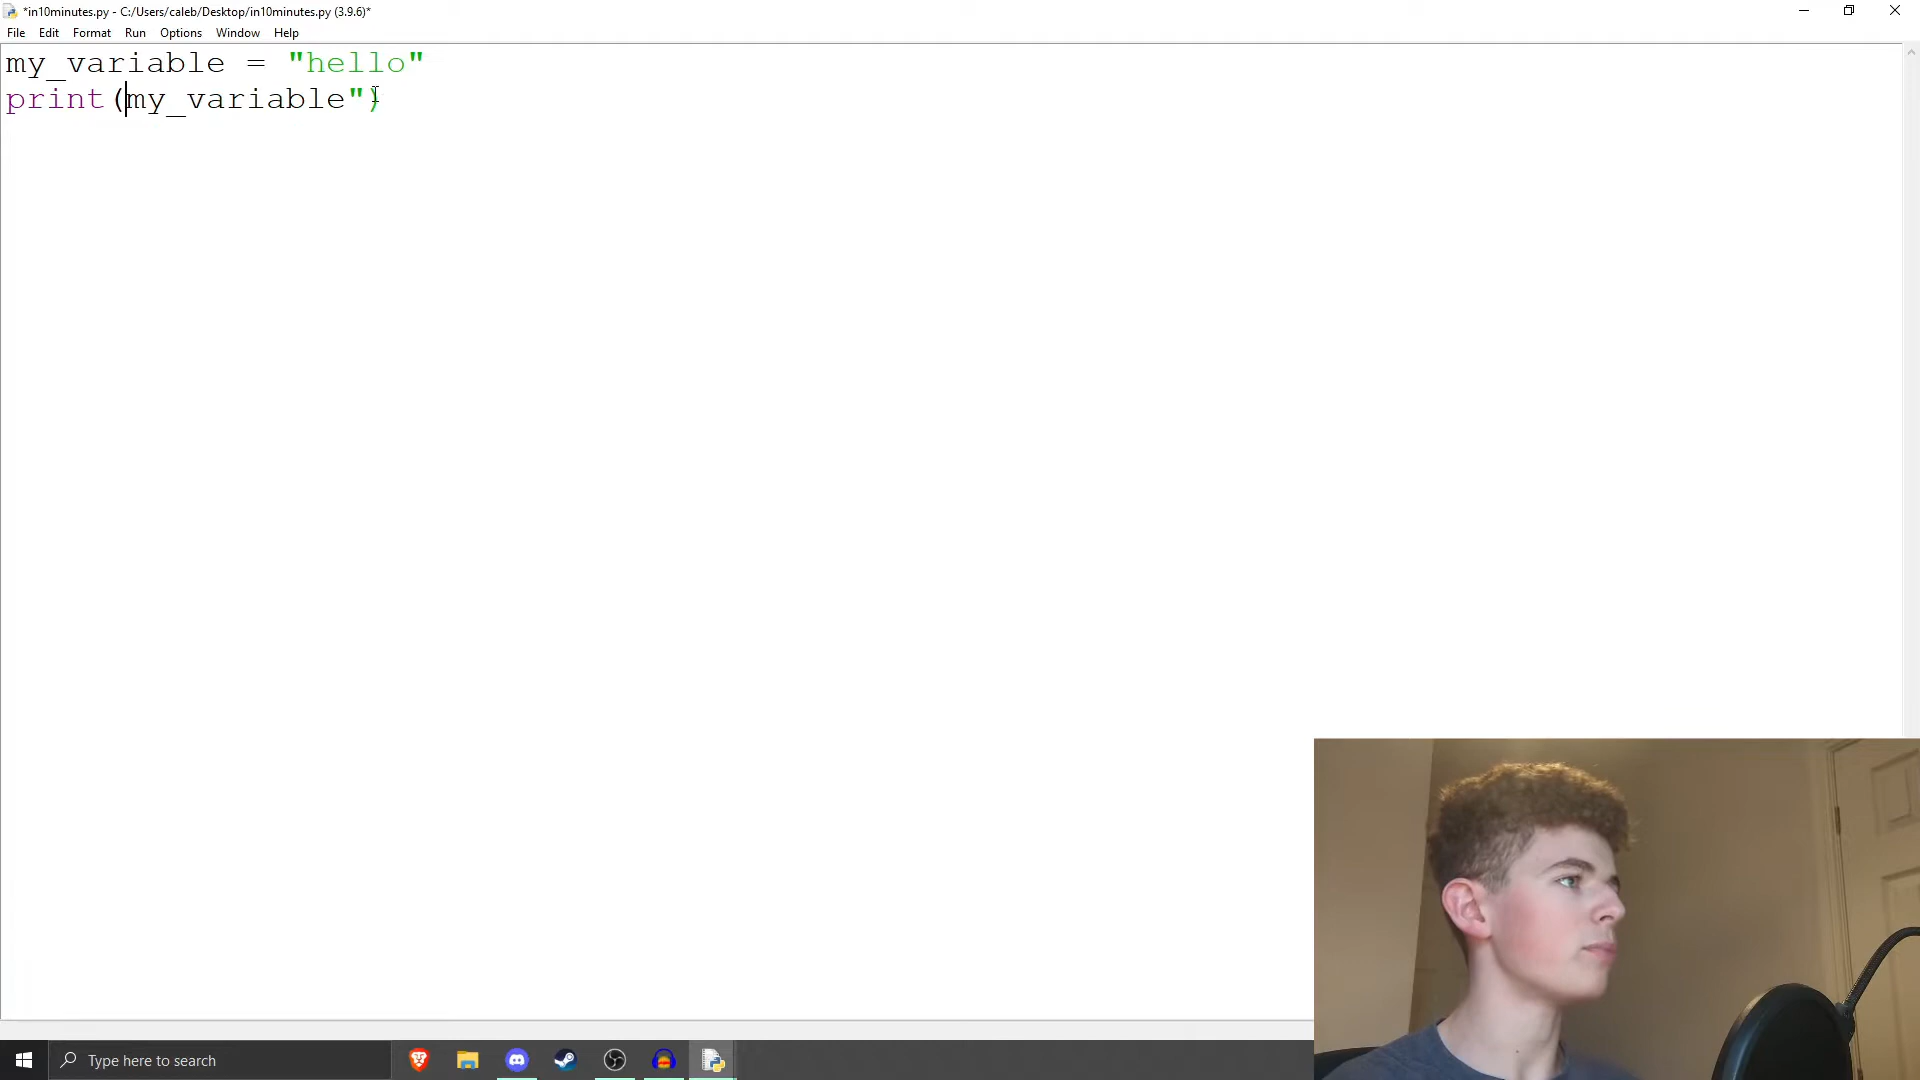 *in10minutes.py - C:/Users/caleb/Desktop/in10minutes.py (3.9.6)*
File Edit Format Run Options Window Help
my_variable = "hello"
print(my_variable")
Type here to search